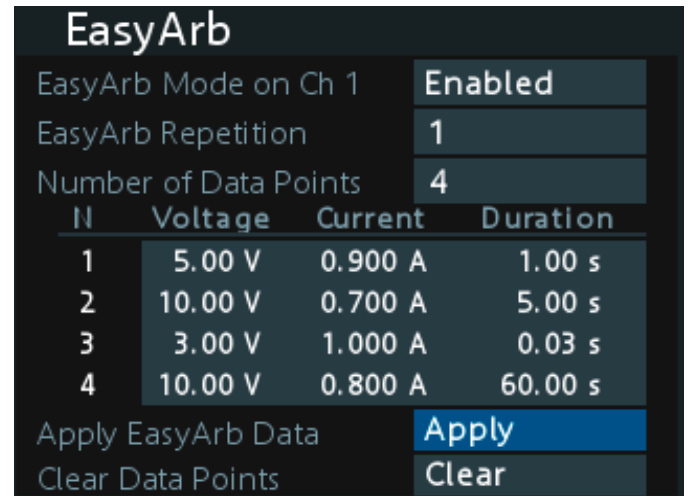 EasyArb
EasyArb Mode on Ch 1 Enabled
EasyArb Repetition 1
Number of Data Points 4
N Voltage Current Duration
1 5.00 V 0.900 A 1.00 s
2 10.00 V 0.700 A 5.00 s
3 3.00 V 1.000 A 0.03 s
4 10.00 V 0.800 A 60.00 s
Apply EasyArb Data Apply
Clear Data Points Clear